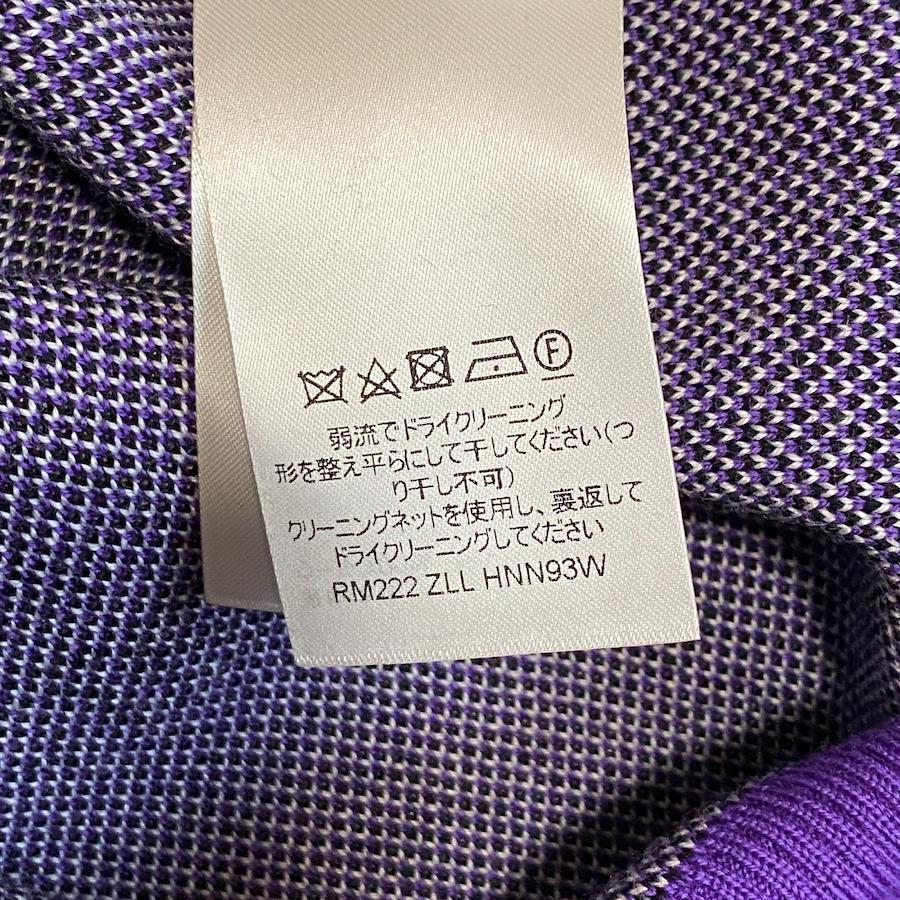 F
弱流でドライクリーニング
形を整え平らにして干してください(つ
り干し不可)
クリーニングネットを使用し、裏返して
ドライクリーニングしてください
RM222 ZLL HNN93W